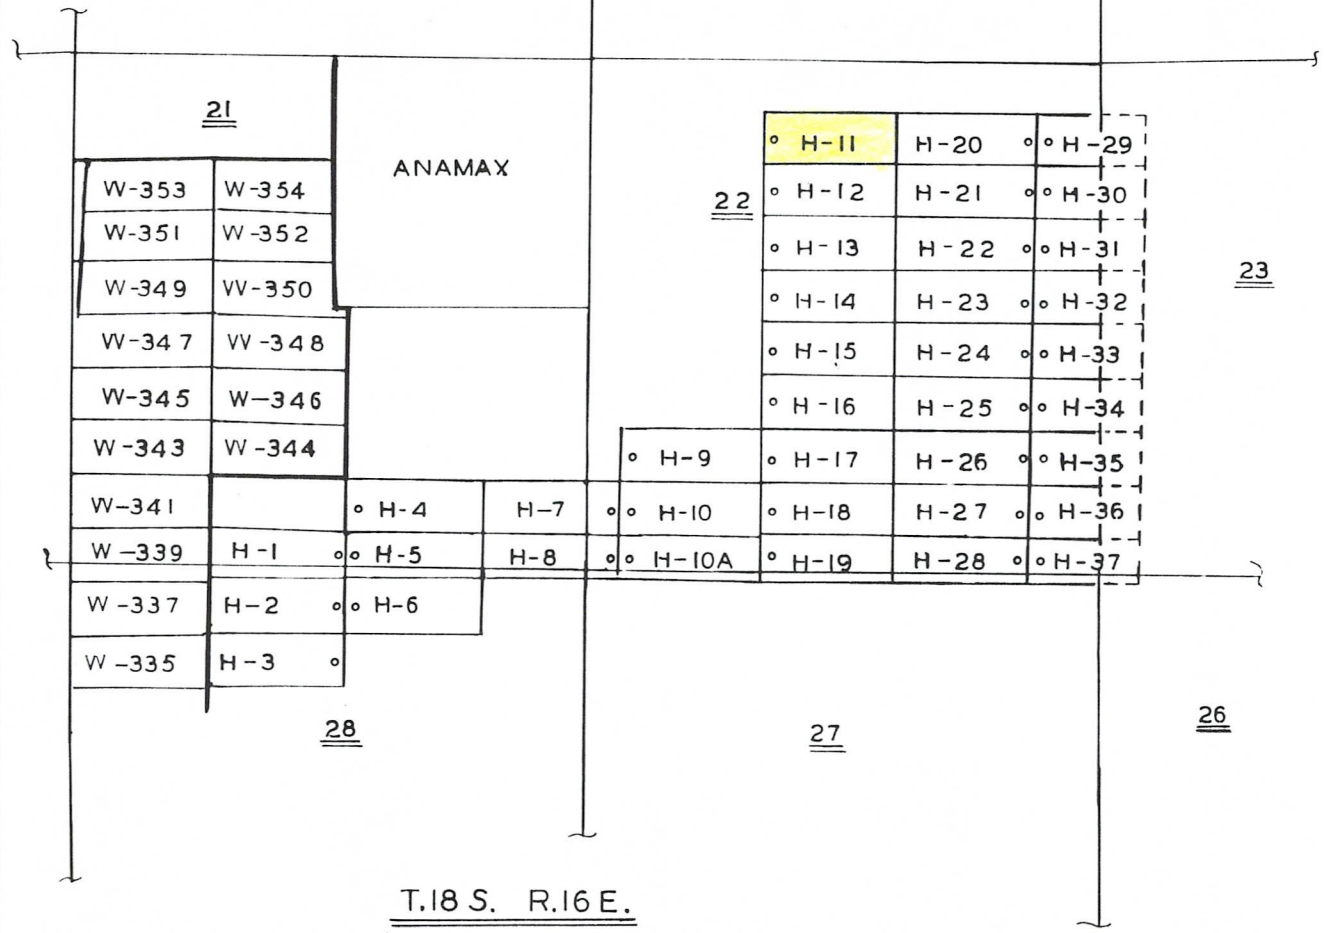 21
ANAMAX
H-11 H-20 H-29
W-353 W-354 22 H-12 H-21 H-30
W-351 W-352 H-13 H-22 H-31 23
W-349 W-350 H-14 H-23 H-32
W-347 W-348 H-15 H-24 H-33
W-345 W-346 H-16 H-25 H-34
W-343 W-344 H-9 H-17 H-26 H-35
W-341 H-4 H-7 H-10 H-18 H-27 H-36
W-339 H-1 H-5 H-8 H-10A H-19 H-28 H-37
W-337 H-2 H-6
W-335 H-3
28 27 26
T.18 S. R.16 E.